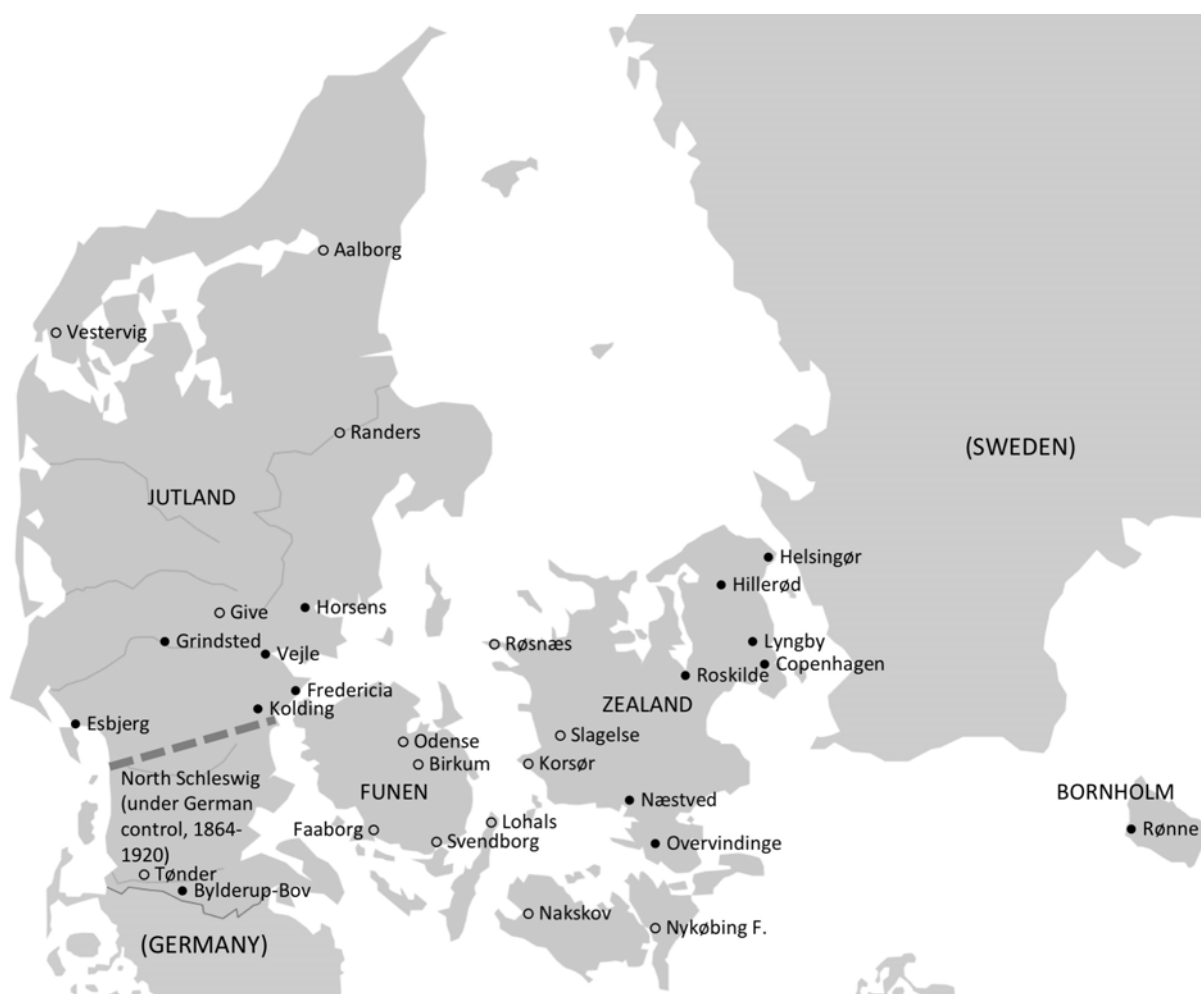 Aalborg
Vestervig
Randers
(SWEDEN)
JUTLAND
Helsingør
Hillerød
Give
Horsens
Grindsted
Vejle
Røsnæs
Lyngby
Copenhagen
Roskilde
Fredericia
Kolding
ZEALAND
Esbjerg
Slagelse
Odense
Birkum
Korsør
North Schleswig
(under German
control, 1864-
1920)
FUNEN
BORNHOLM
Næstved
Lohals
Faaborg
Svendborg
Overvindinge
Rønne
Tønder
Bylderup-Bov
Nakskov
Nykøbing F.
(GERMANY)